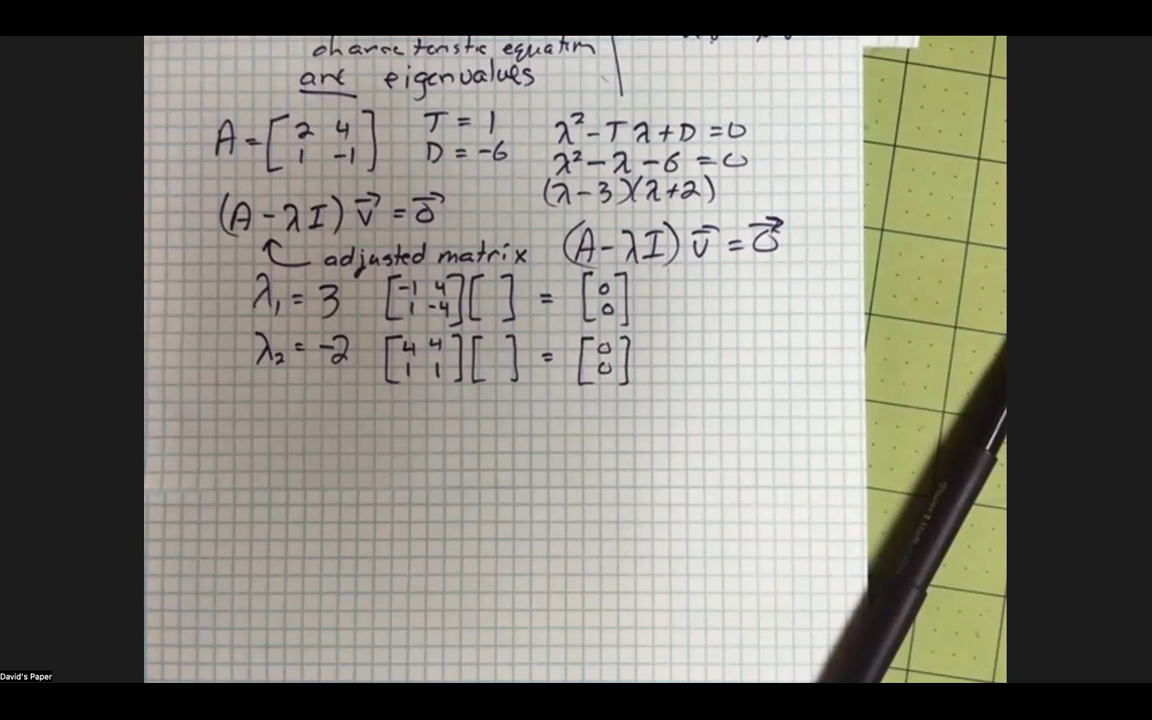 characteristic equation
are eigenvalues
A = [2 4; 1 -1] T = 1 λ² - Tλ + D = 0
D = -6 λ² - λ - 6 = 0
(λ - 3)(λ + 2)
(A - λI) v⃗ = 0⃗
adjusted matrix (A - λI) v⃗ = 0⃗
λ₁ = 3 [-1 4; 1 -4][ ] = [0; 0]
λ₂ = -2 [4 4; 1 1][ ] = [0; 0]
David's Paper